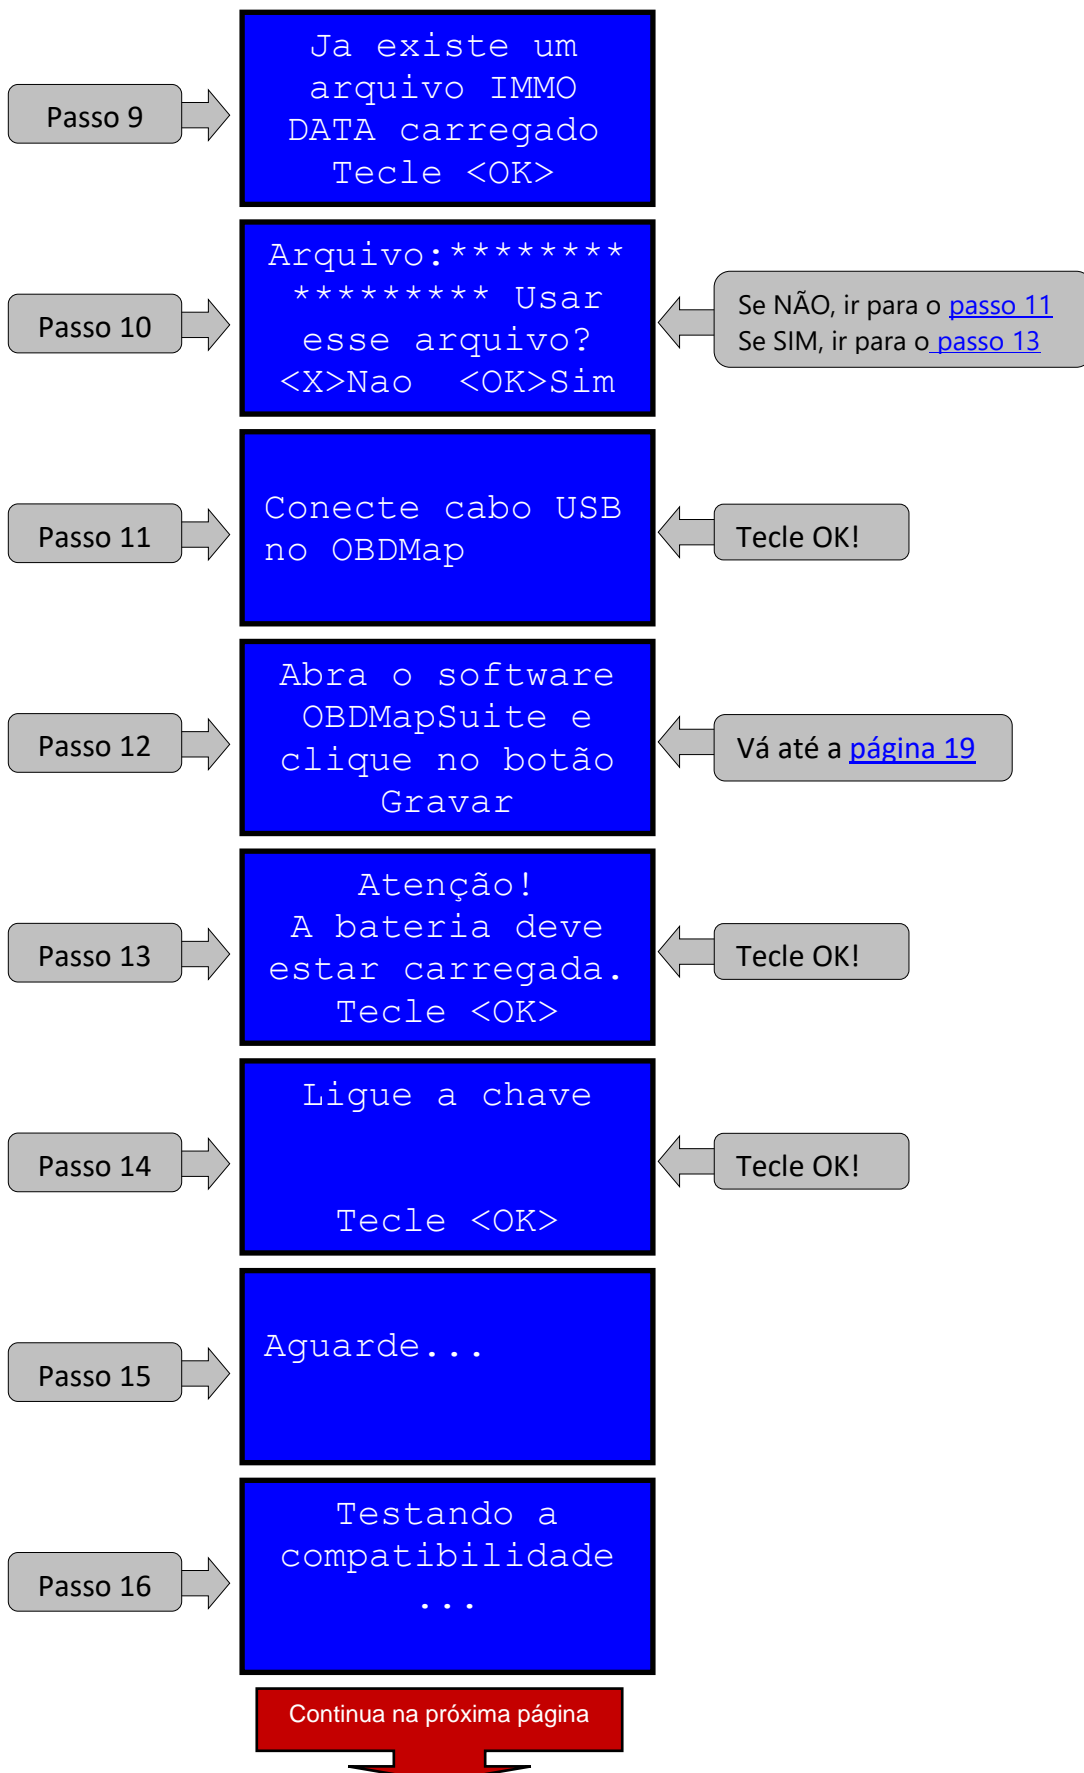 Passo 9
Ja existe um
arquivo IMMO
DATA carregado
Tecle <OK>
Passo 10
Arquivo:********
********* Usar
esse arquivo?
<X>Nao <OK>Sim
Se NÃO, ir para o passo 11
Se SIM, ir para o passo 13
Passo 11
Conecte cabo USB
no OBDMap
Tecle OK!
Passo 12
Abra o software
OBDMapSuite e
clique no botão
Gravar
Vá até a página 19
Passo 13
Atenção!
A bateria deve
estar carregada.
Tecle <OK>
Tecle OK!
Passo 14
Ligue a chave
Tecle <OK>
Tecle OK!
Passo 15
Aguarde...
Passo 16
Testando a
compatibilidade
...
Continua na próxima página